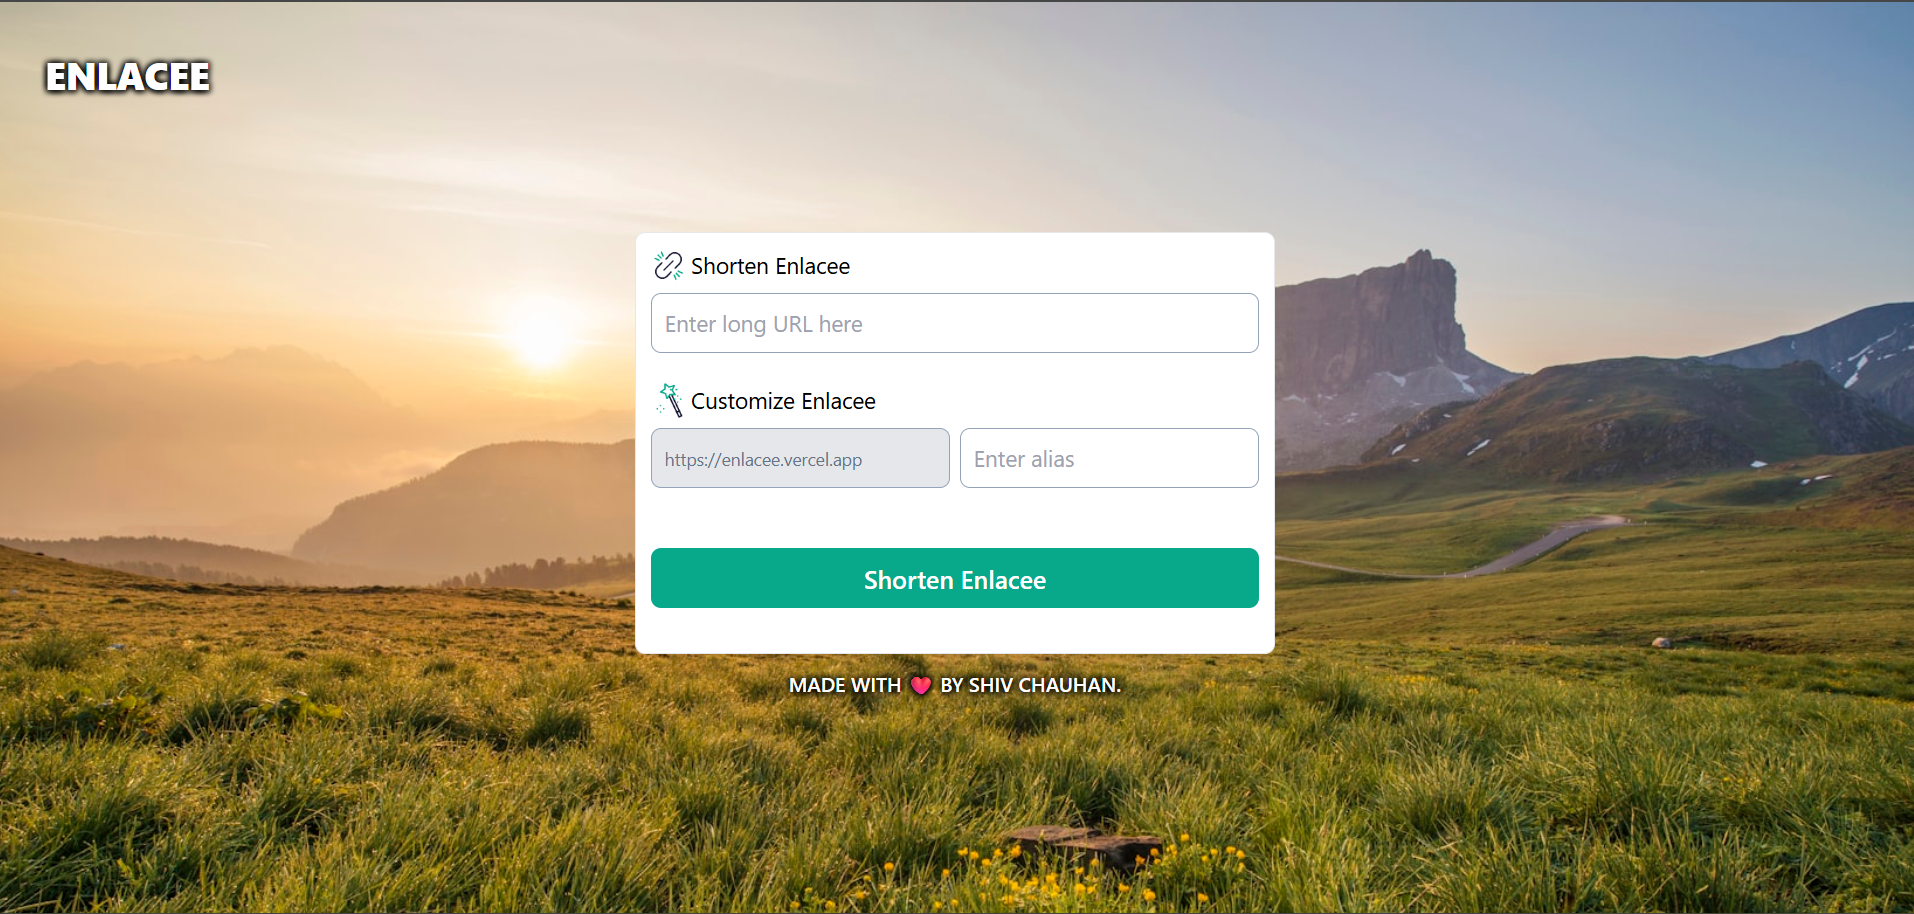 ENLACEE
Shorten Enlacee
Enter long URL here
Customize Enlacee
https://enlacee.vercel.app
Enter alias
Shorten Enlacee
MADE WITH ❤️ BY SHIV CHAUHAN.